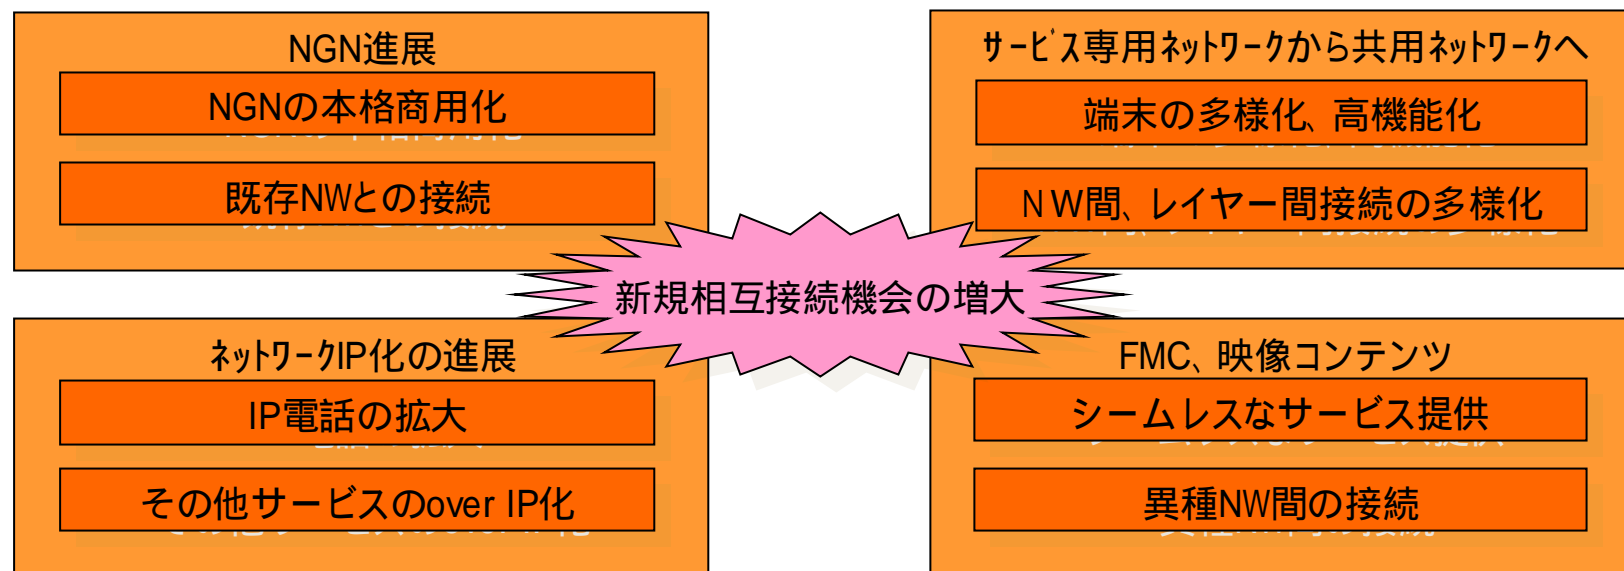 NGN進展
NGNの本格商用化
既存NWとの接続
ｻｰﾋﾞｽ専用ﾈｯﾄﾜｰｸから共用ﾈｯﾄﾜｰｸへ
端末の多様化、高機能化
ＮＷ間、レイヤー間接続の多様化
新規相互接続機会の増大
ﾈｯﾄﾜｰｸIP化の進展
IP電話の拡大
その他サービスのover IP化
FMC、映像コンテンツ
シームレスなサービス提供
異種NW間の接続